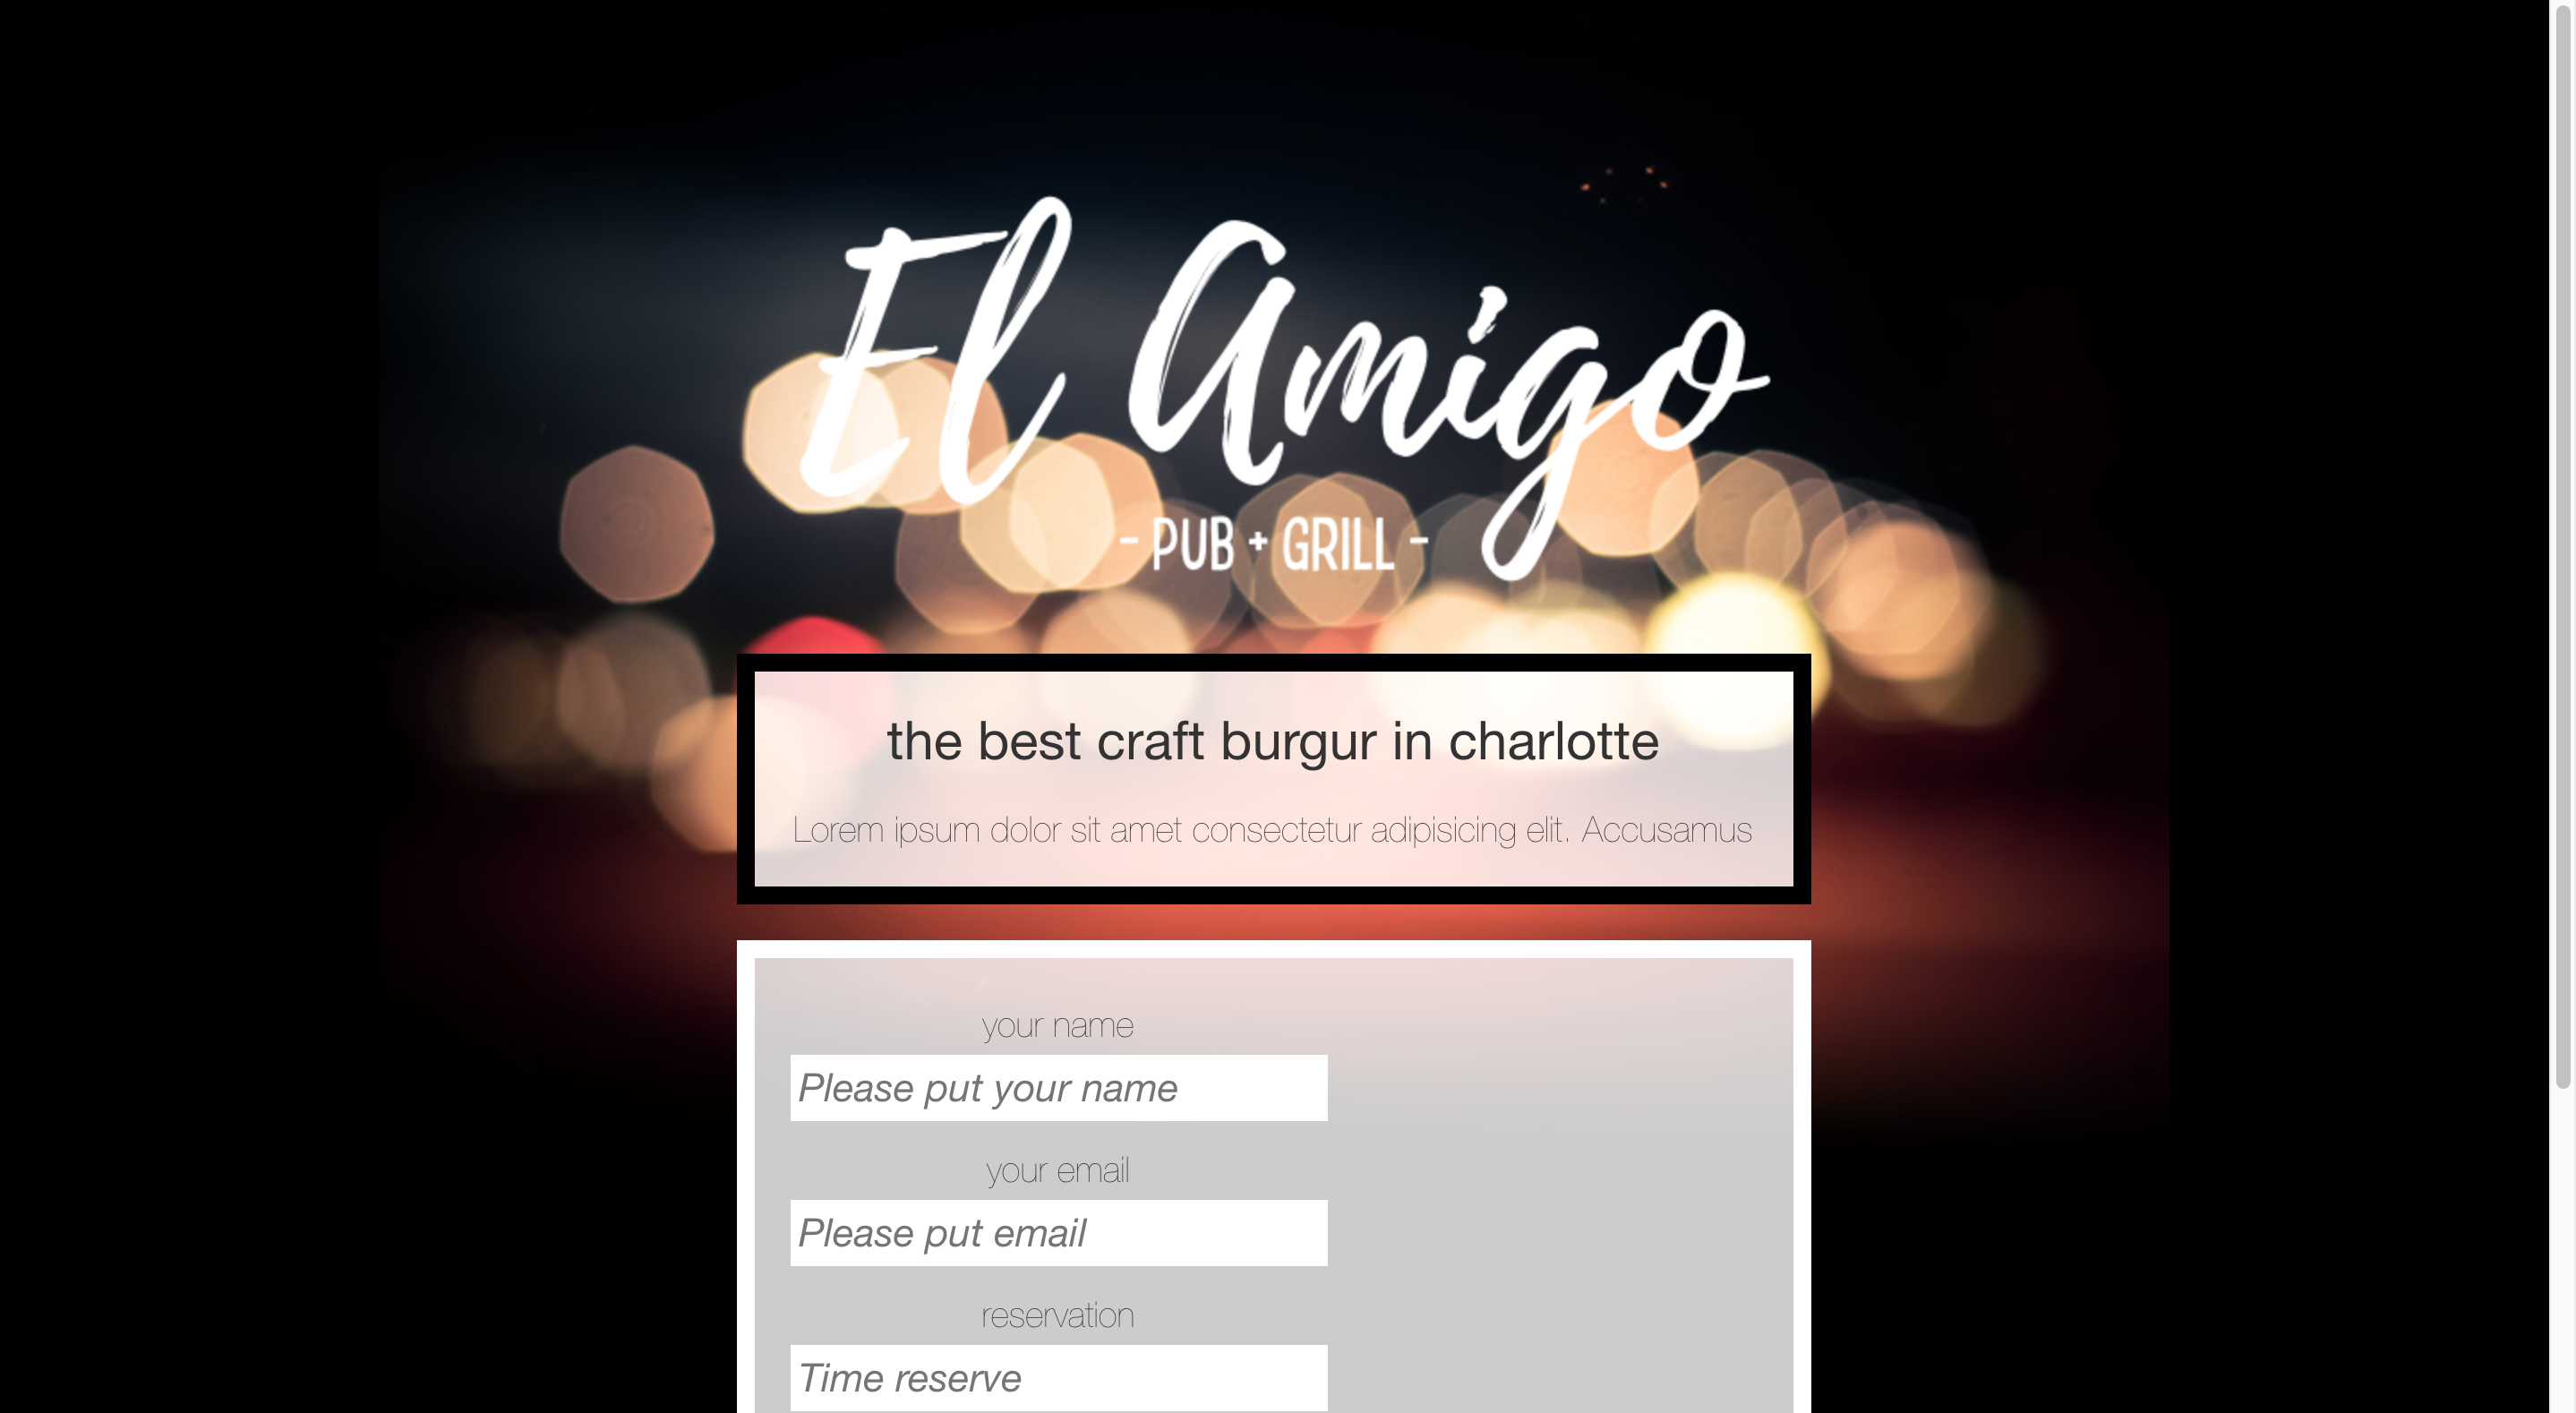 El Amigo
- PUB + GRILL -
the best craft burgur in charlotte
Lorem ipsum dolor sit amet consectetur adipisicing elit. Accusamus
your name
Please put your name
your email
Please put email
reservation
Time reserve